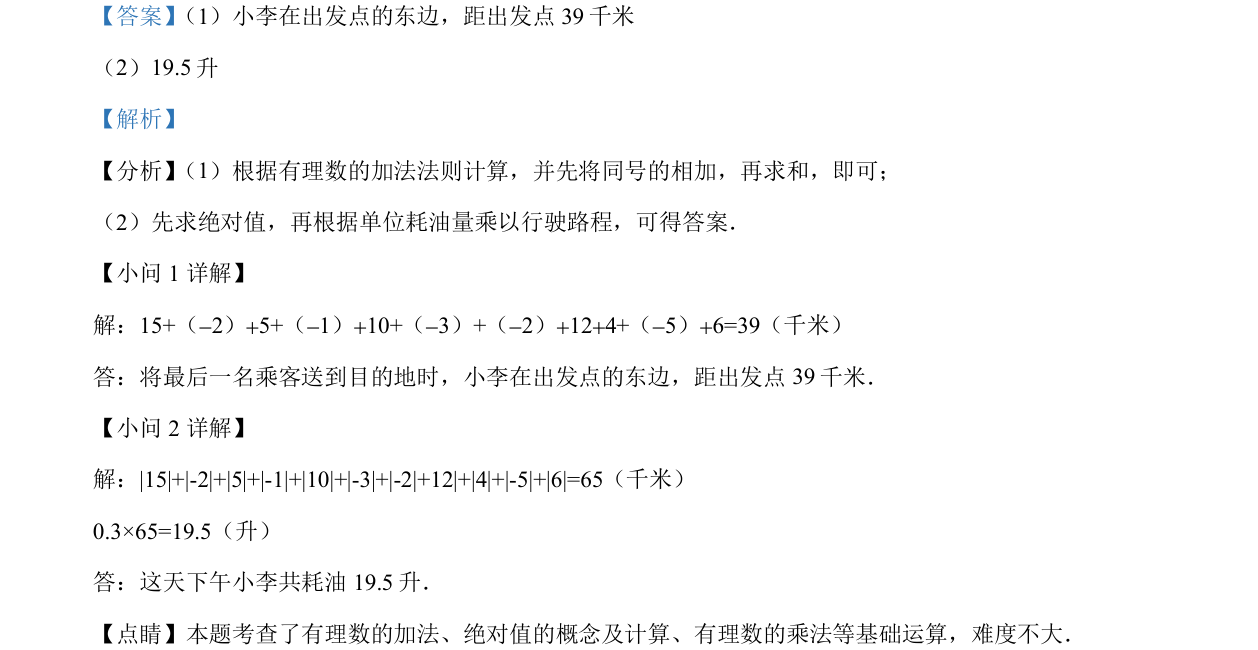 【答案】（1）小李在出发点的东边，距出发点 39 千米
（2）19.5 升
【解析】
【分析】（1）根据有理数的加法法则计算，并先将同号的相加，再求和，即可；
（2）先求绝对值，再根据单位耗油量乘以行驶路程，可得答案．
【小问 1 详解】
解：15+（–2）+5+（–1）+10+（–3）+（–2）+12+4+（–5）+6=39（千米）
答：将最后一名乘客送到目的地时，小李在出发点的东边，距出发点 39 千米．
【小问 2 详解】
解：|15|+|-2|+|5|+|-1|+|10|+|-3|+|-2|+12|+|4|+|-5|+|6|=65（千米）
0.3×65=19.5（升）
答：这天下午小李共耗油 19.5 升．
【点睛】本题考查了有理数的加法、绝对值的概念及计算、有理数的乘法等基础运算，难度不大．